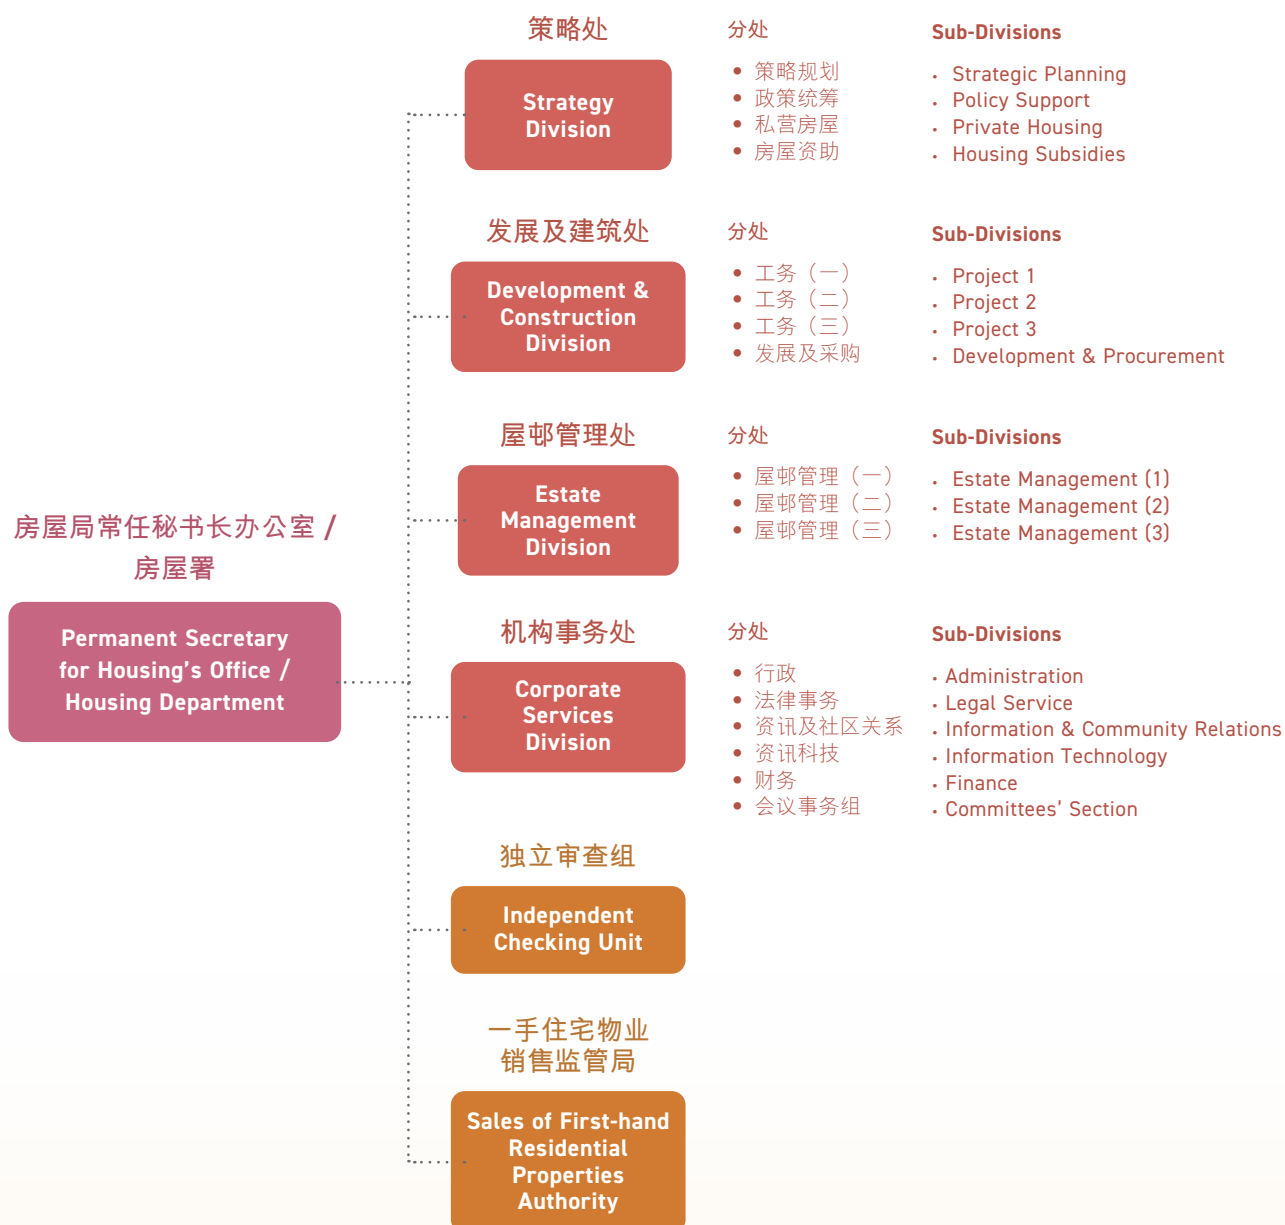 房屋局常任秘书长办公室 /
房屋署
Permanent Secretary
for Housing’s Office /
Housing Department
策略处
Strategy
Division
分处
• 策略规划
• 政策统筹
• 私营房屋
• 房屋资助
Sub-Divisions
• Strategic Planning
• Policy Support
• Private Housing
• Housing Subsidies
发展及建筑处
Development &
Construction
Division
分处
• 工务（一）
• 工务（二）
• 工务（三）
• 发展及采购
Sub-Divisions
• Project 1
• Project 2
• Project 3
• Development & Procurement
屋邨管理处
Estate
Management
Division
分处
• 屋邨管理（一）
• 屋邨管理（二）
• 屋邨管理（三）
Sub-Divisions
• Estate Management (1)
• Estate Management (2)
• Estate Management (3)
机构事务处
Corporate
Services
Division
分处
• 行政
• 法律事务
• 资讯及社区关系
• 资讯科技
• 财务
• 会议事务组
Sub-Divisions
• Administration
• Legal Service
• Information & Community Relations
• Information Technology
• Finance
• Committees’ Section
独立审查组
Independent
Checking Unit
一手住宅物业
销售监管局
Sales of First-hand
Residential
Properties
Authority